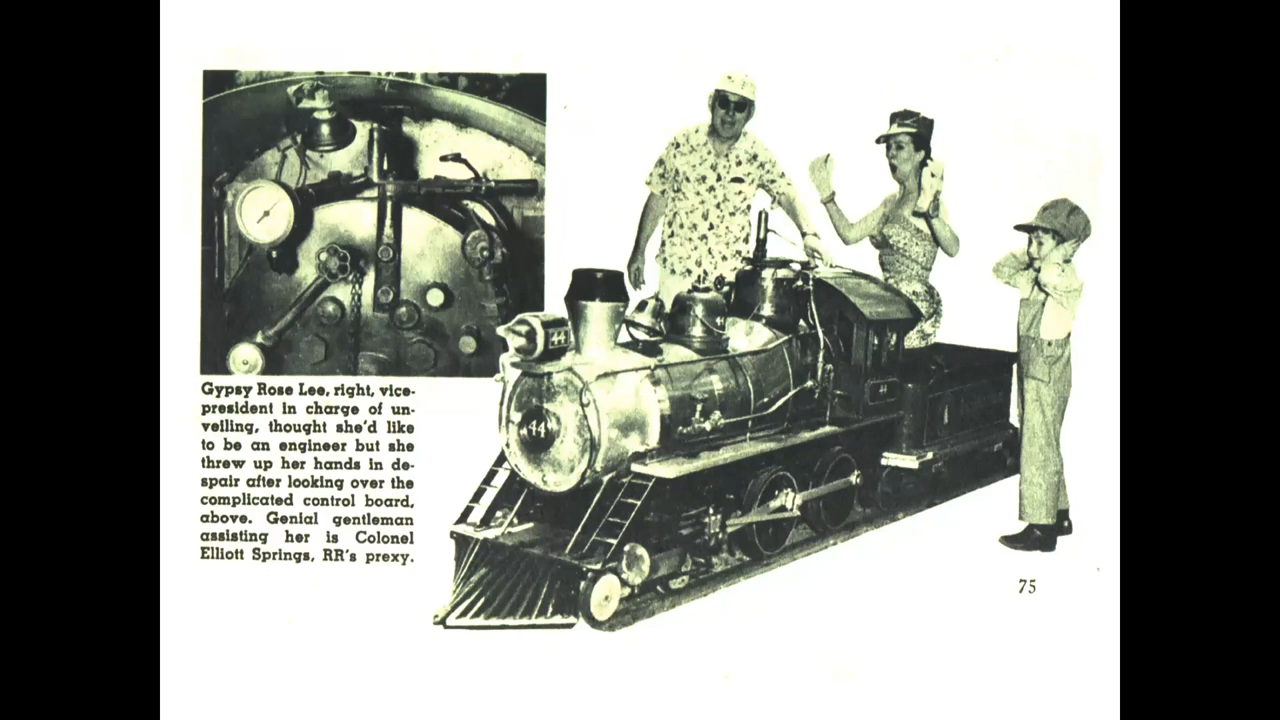 Gypsy Rose Lee, right, vice-
president in charge of un-
veiling, thought she'd like
to be an engineer but she
threw up her hands in de-
spair after looking over the
complicated control board,
above. Genial gentleman
assisting her is Colonel
Elliott Springs, RR's prexy.
44
44
44
44
75